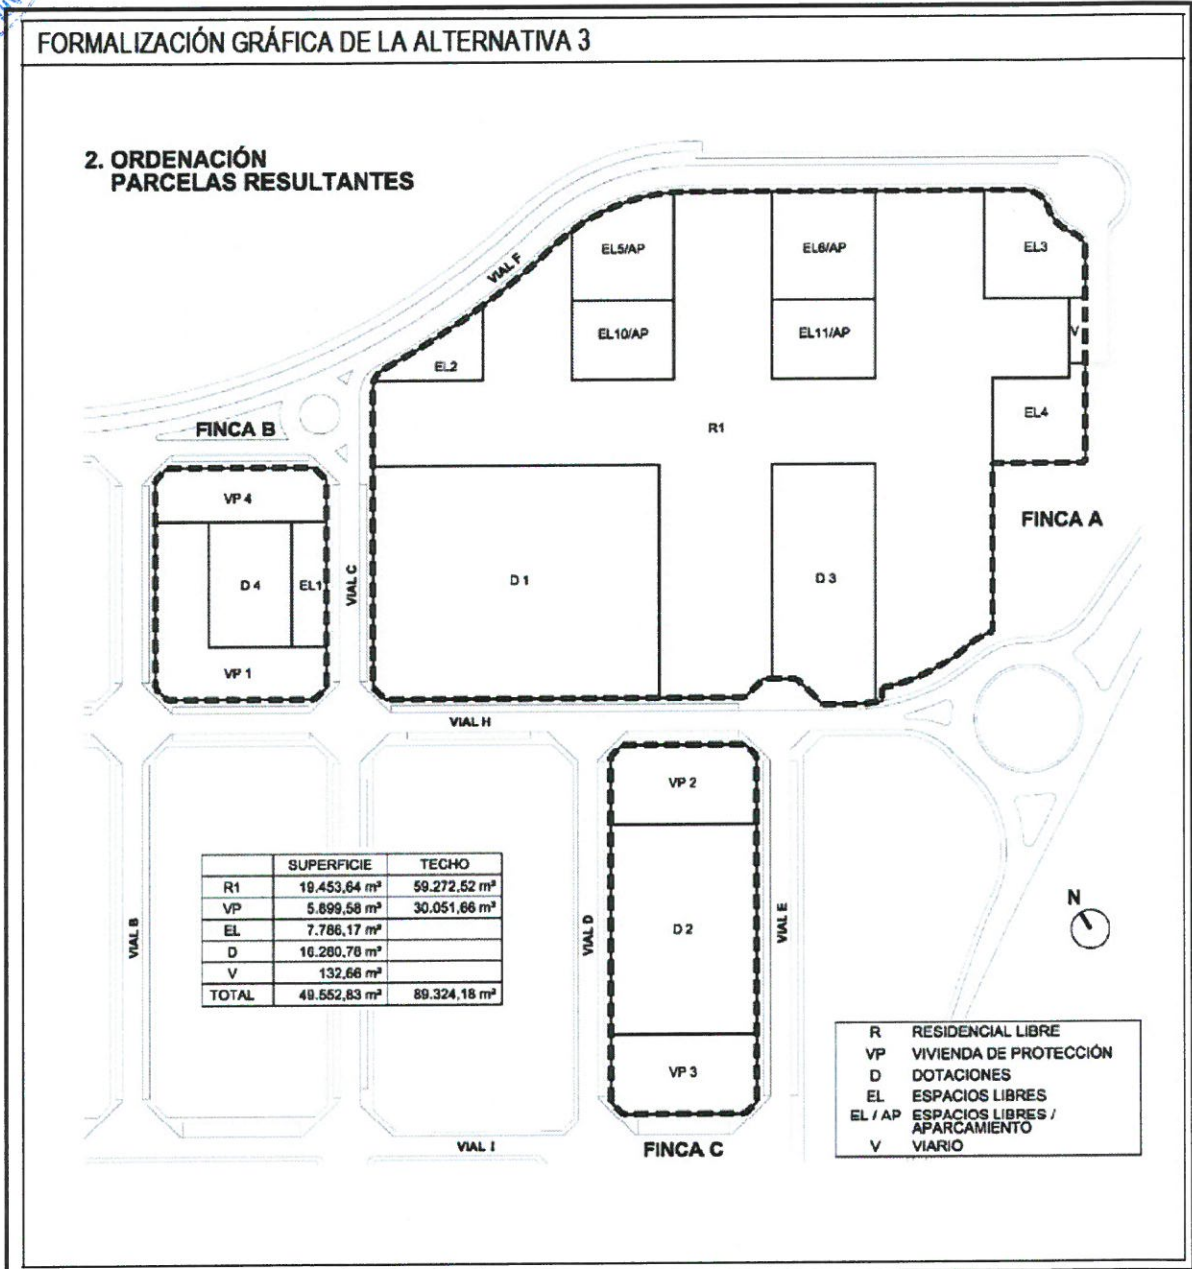 FORMALIZACIÓN GRÁFICA DE LA ALTERNATIVA 3
2. ORDENACIÓN
PARCELAS RESULTANTES
EL5/AP
EL6/AP
EL3
VIAL F
EL10/AP
EL11/AP
V
EL2
EL4
FINCA B
R1
VP 4
FINCA A
D 4
EL1
VIAL C
D 1
D 3
VP 1
VIAL H
VP 2
SUPERFICIE TECHO
R1 19.453,64 m² 59.272,52 m²
VP 5.899,58 m² 30.051,66 m²
EL 7.786,17 m²
D 16.280,78 m²
V 132,66 m²
TOTAL 49.552,83 m² 89.324,18 m²
VIAL B
VIAL D
D 2
VIAL E
N
VP 3
R RESIDENCIAL LIBRE
VP VIVIENDA DE PROTECCIÓN
D DOTACIONES
EL ESPACIOS LIBRES
EL / AP ESPACIOS LIBRES /
APARCAMIENTO
V VIARIO
VIAL I
FINCA C